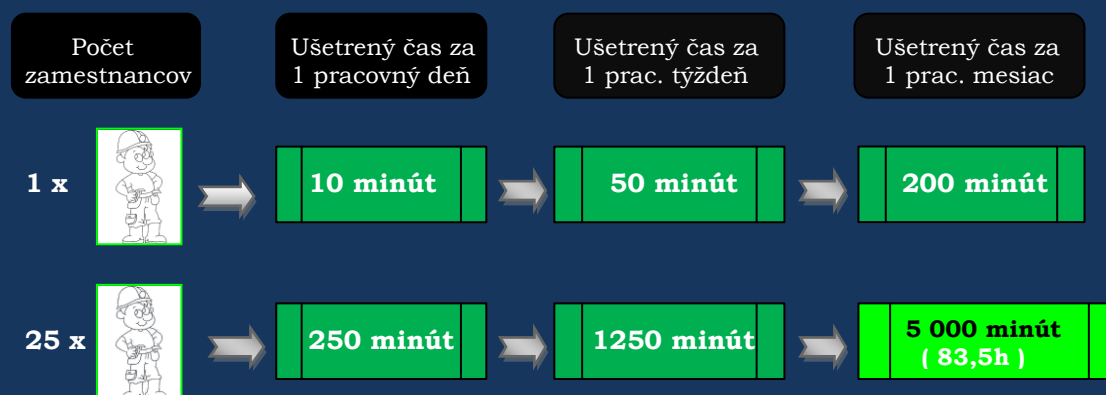 Počet
zamestnancov
Ušetrený čas za
1 pracovný deň
Ušetrený čas za
1 prac. týždeň
Ušetrený čas za
1 prac. mesiac
1 x
10 minút
50 minút
200 minút
25 x
250 minút
1250 minút
5 000 minút
( 83,5h )